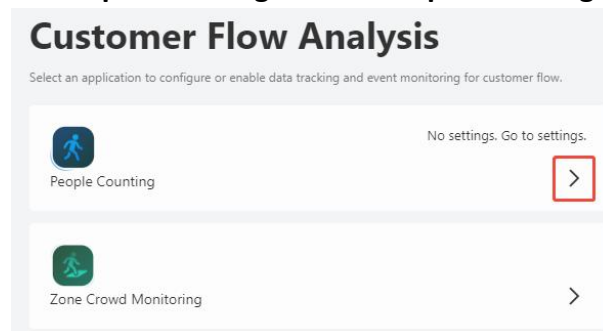 Customer Flow Analysis
Select an application to configure or enable data tracking and event monitoring for customer flow.
No settings. Go to settings.
People Counting
Zone Crowd Monitoring